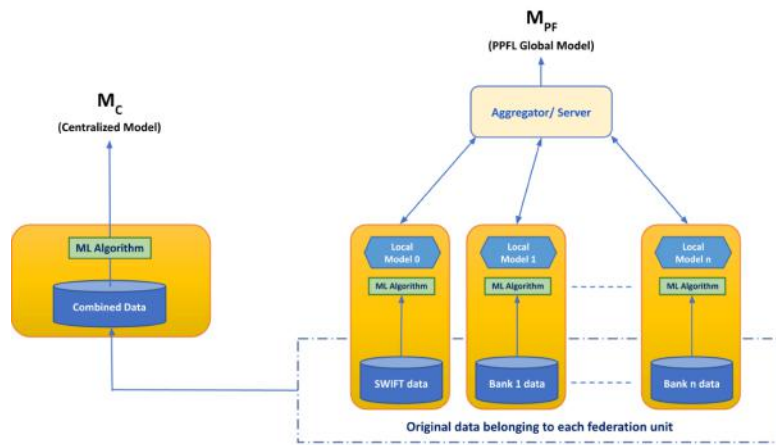 M_PF
(PPFL Global Model)
M_C
(Centralized Model)
Aggregator/ Server
ML Algorithm
Combined Data
Local
Model 0
ML Algorithm
SWIFT data
Local
Model 1
ML Algorithm
Bank 1 data
Local
Model n
ML Algorithm
Bank n data
Original data belonging to each federation unit